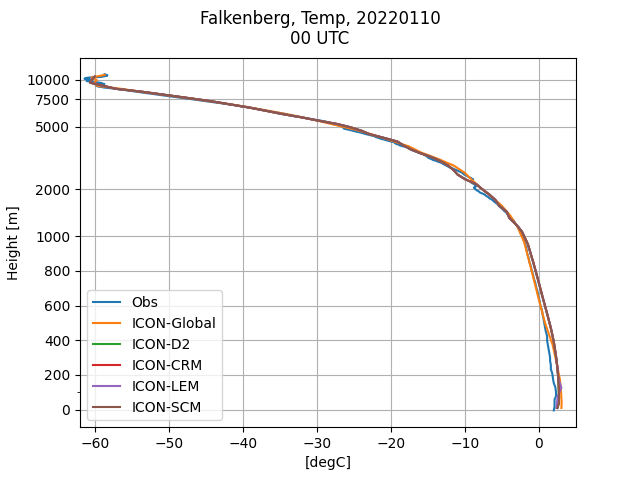 Falkenberg, Temp, 20220110
00 UTC
10000
7500
5000
2000
1000
800
600
400
200
0
Height [m]
Obs
ICON-Global
ICON-D2
ICON-CRM
ICON-LEM
ICON-SCM
−60
−50
−40
−30
−20
−10
0
[degC]